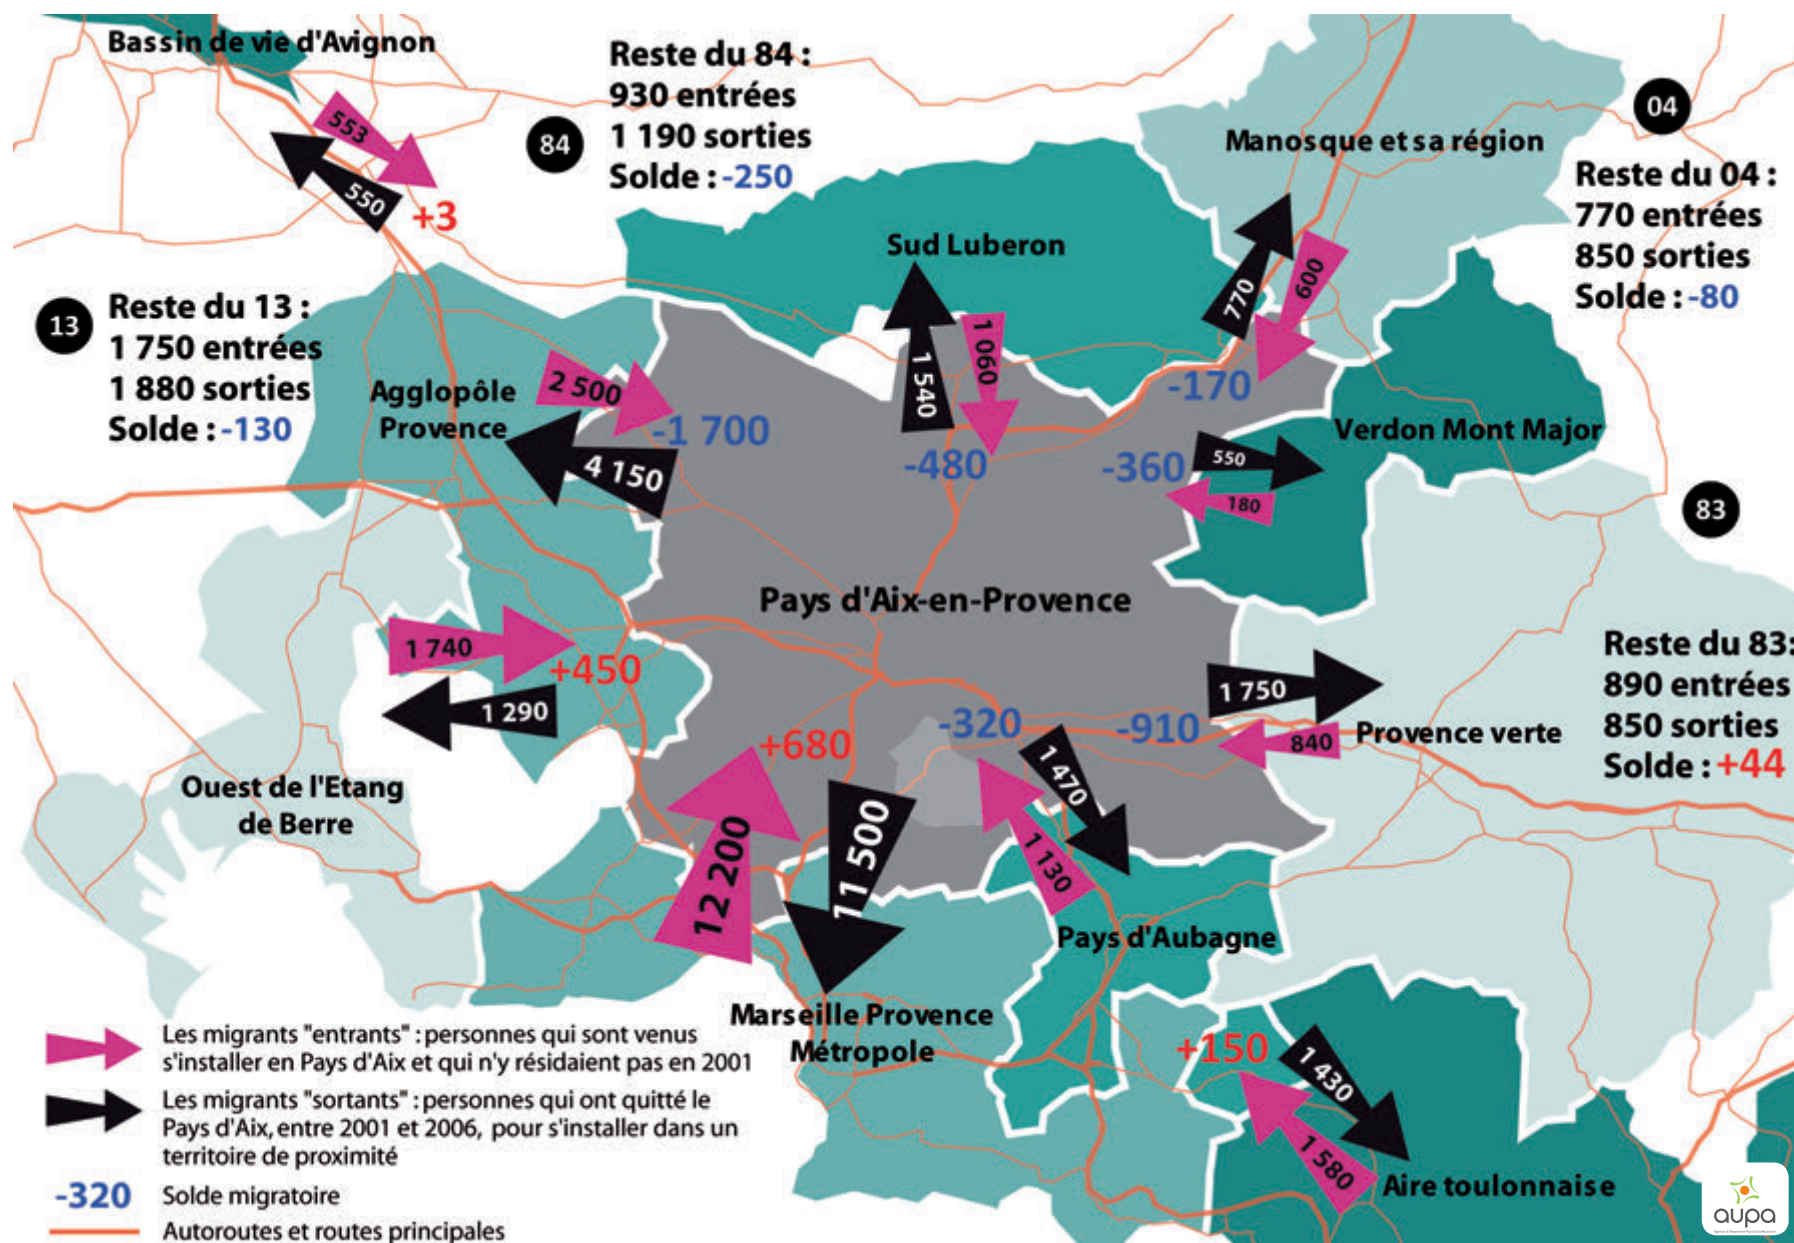 Bassin de vie d'Avignon
553
550
+3
84
Reste du 84 :
930 entrées
1 190 sorties
Solde : -250
Manosque et sa région
04
Reste du 04 :
770 entrées
850 sorties
Solde : -80
13
Reste du 13 :
1 750 entrées
1 880 sorties
Solde : -130
Sud Luberon
770
600
-170
1 540
1 060
-480
Agglopôle
Provence
2 500
-1 700
4 150
Verdon Mont Major
-360
550
180
83
Pays d'Aix-en-Provence
1 740
+450
1 290
Reste du 83:
890 entrées
850 sorties
Solde : +44
1 750
-910
840
Provence verte
-320
1 470
1 130
+680
12 200
11 500
Ouest de l'Etang
de Berre
Pays d'Aubagne
Marseille Provence
Métropole
+150
1 430
1 580
Aire toulonnaise
Les migrants "entrants" : personnes qui sont venus
s'installer en Pays d'Aix et qui n'y résidaient pas en 2001
Les migrants "sortants" : personnes qui ont quitté le
Pays d'Aix, entre 2001 et 2006, pour s'installer dans un
territoire de proximité
-320 Solde migratoire
Autoroutes et routes principales
aupa